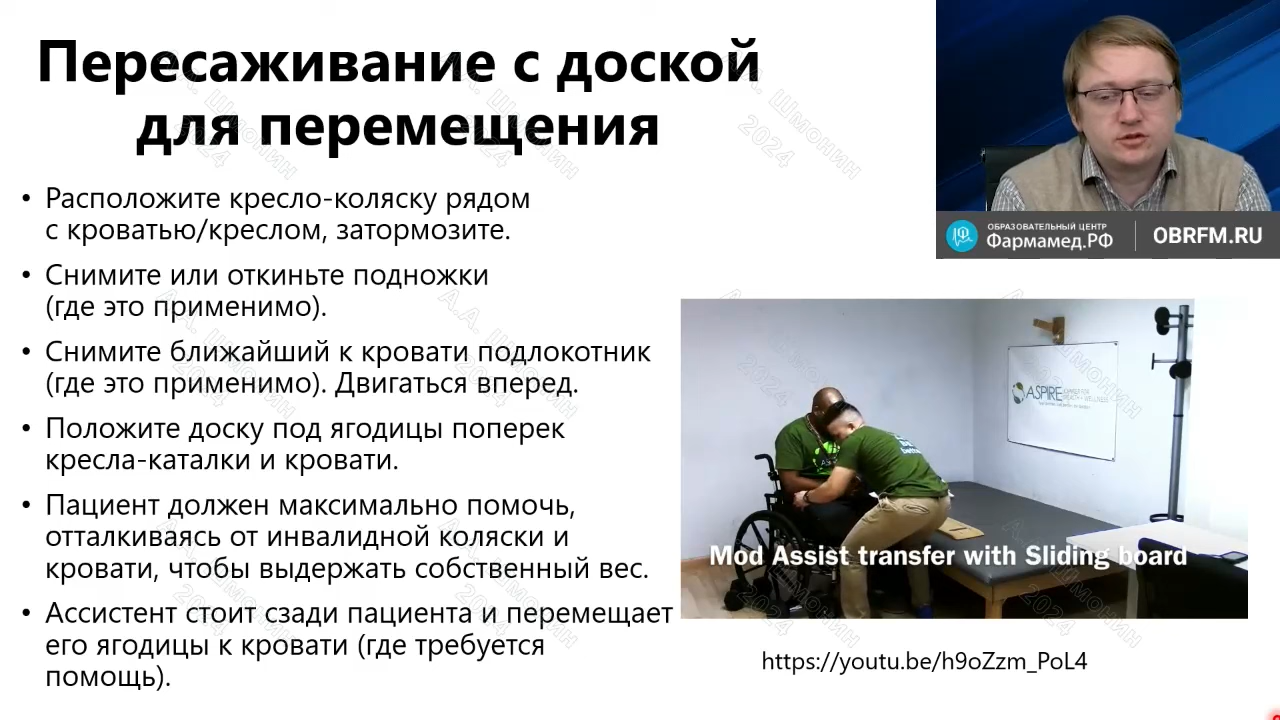 Пересаживание с доской
для перемещения
• Расположите кресло-коляску рядом
с кроватью/креслом, затормозите.
• Снимите или откиньте подножки
(где это применимо).
• Снимите ближайший к кровати подлокотник
(где это применимо). Двигаться вперед.
• Положите доску под ягодицы поперек
кресла-каталки и кровати.
• Пациент должен максимально помочь,
отталкиваясь от инвалидной коляски и
кровати, чтобы выдержать собственный вес.
• Ассистент стоит сзади пациента и перемещает
его ягодицы к кровати (где требуется
помощь).
ОБРАЗОВАТЕЛЬНЫЙ ЦЕНТР
Фармамед.РФ
OBRFM.RU
ASPIRE
Mod Assist transfer with Sliding board
https://youtu.be/h9oZzm_PoL4
А.А. Шмонин
2024